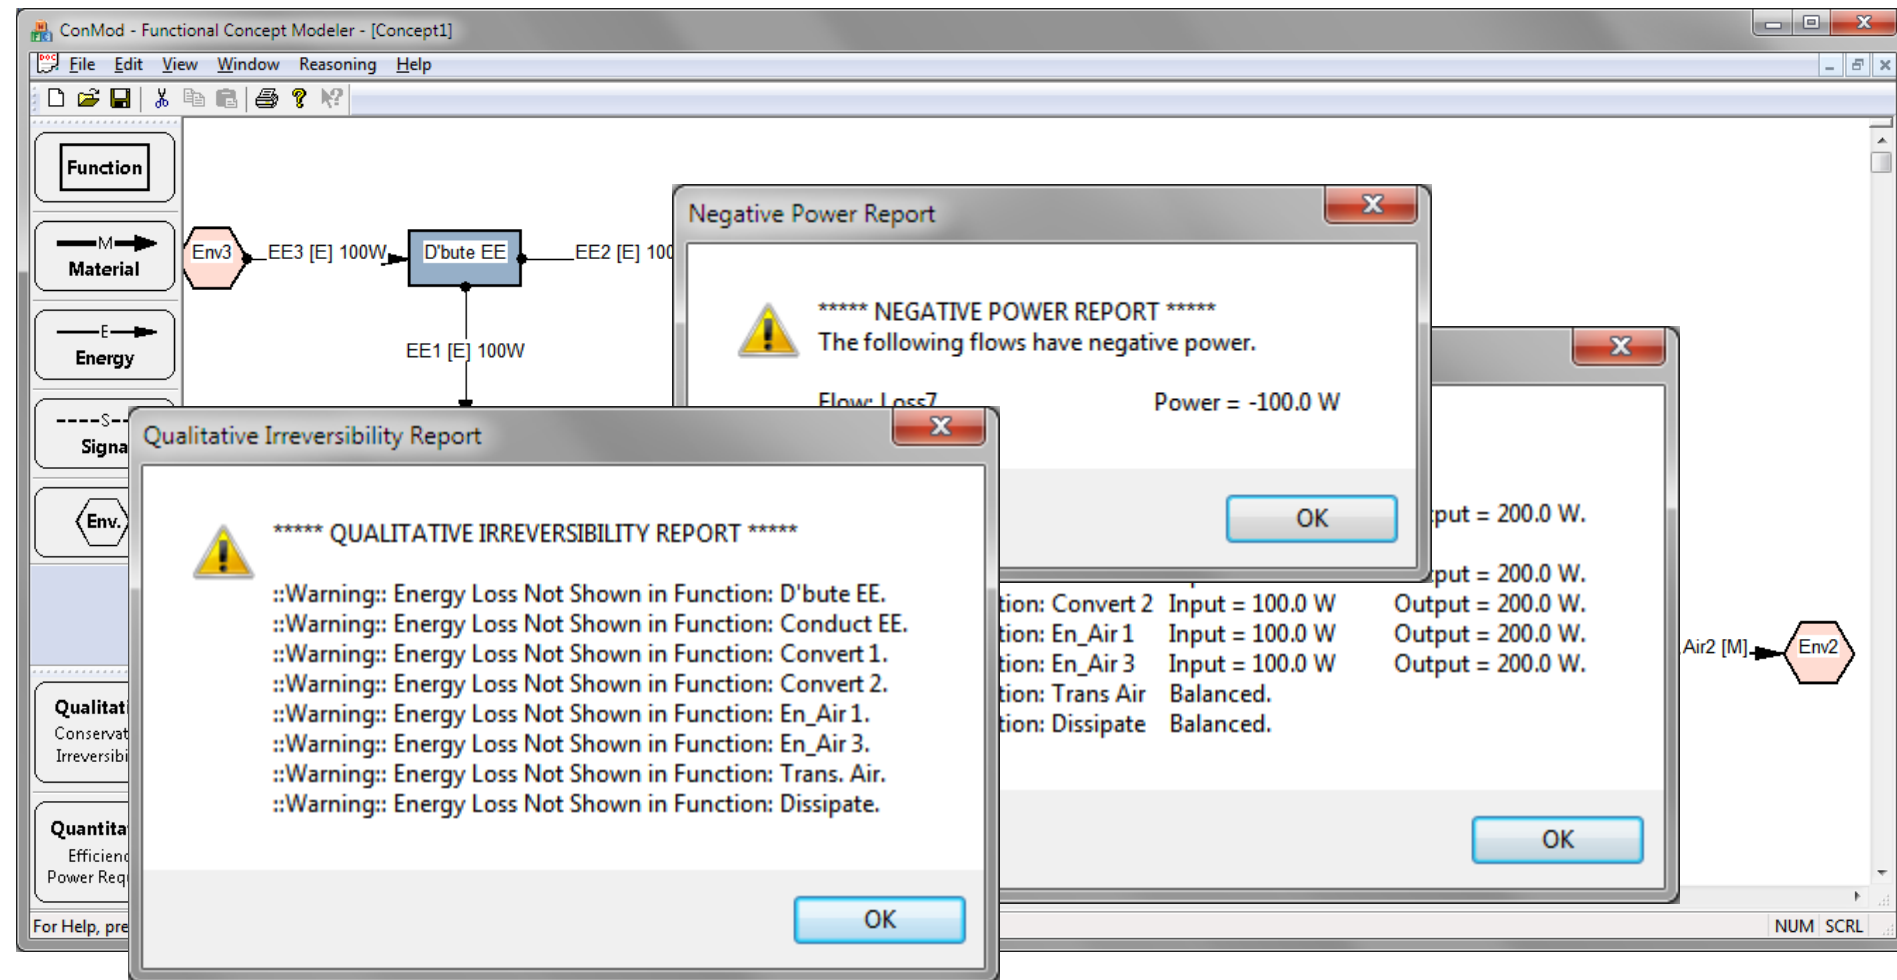 ConMod - Functional Concept Modeler - [Concept1]
File Edit View Window Reasoning Help
Function
M
Material
E
Energy
S
Signa
Env.
Qualitati
Conservat
Irreversibi
Quantita
Efficienc
Power Req
For Help, pre
NUM SCRL
Env3
EE3 [E] 100W
D'bute EE
EE2 [E] 100
EE1 [E] 100W
Air2 [M]
Env2
Negative Power Report
***** NEGATIVE POWER REPORT *****
The following flows have negative power.
Flow: Loss7 Power = -100.0 W
OK
Output = 200.0 W.
Output = 200.0 W.
tion: Convert 2 Input = 100.0 W Output = 200.0 W.
tion: En_Air 1 Input = 100.0 W Output = 200.0 W.
tion: En_Air 3 Input = 100.0 W Output = 200.0 W.
tion: Trans Air Balanced.
tion: Dissipate Balanced.
OK
Qualitative Irreversibility Report
***** QUALITATIVE IRREVERSIBILITY REPORT *****
::Warning:: Energy Loss Not Shown in Function: D'bute EE.
::Warning:: Energy Loss Not Shown in Function: Conduct EE.
::Warning:: Energy Loss Not Shown in Function: Convert 1.
::Warning:: Energy Loss Not Shown in Function: Convert 2.
::Warning:: Energy Loss Not Shown in Function: En_Air 1.
::Warning:: Energy Loss Not Shown in Function: En_Air 3.
::Warning:: Energy Loss Not Shown in Function: Trans. Air.
::Warning:: Energy Loss Not Shown in Function: Dissipate.
OK